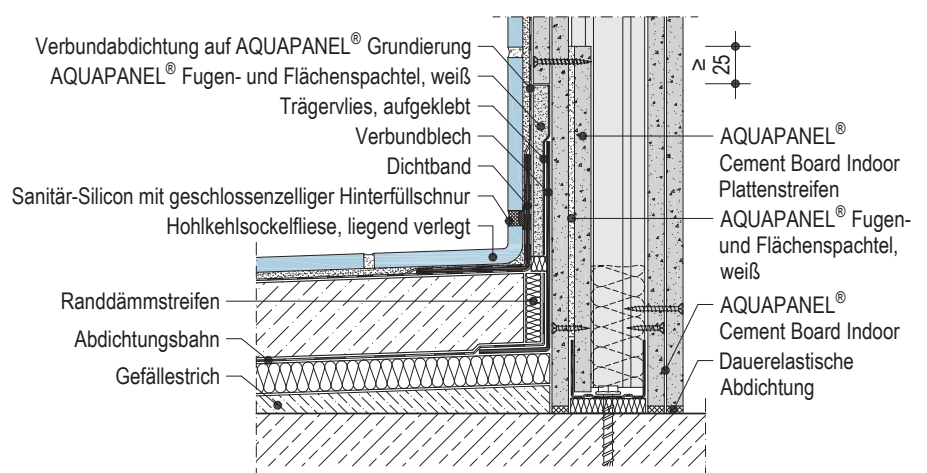 Verbundabdichtung auf AQUAPANEL® Grundierung
AQUAPANEL® Fugen- und Flächenspachtel, weiß
Trägervlies, aufgeklebt
Verbundblech
Dichtband
Sanitär-Silicon mit geschlossenzelliger Hinterfüllschnur
Hohlkehlsockelfliese, liegend verlegt
Randdämmstreifen
Abdichtungsbahn
Gefällestrich
≥
25
AQUAPANEL®
Cement Board Indoor
Plattenstreifen
AQUAPANEL® Fugen-
und Flächenspachtel,
weiß
AQUAPANEL®
Cement Board Indoor
Dauerelastische
Abdichtung